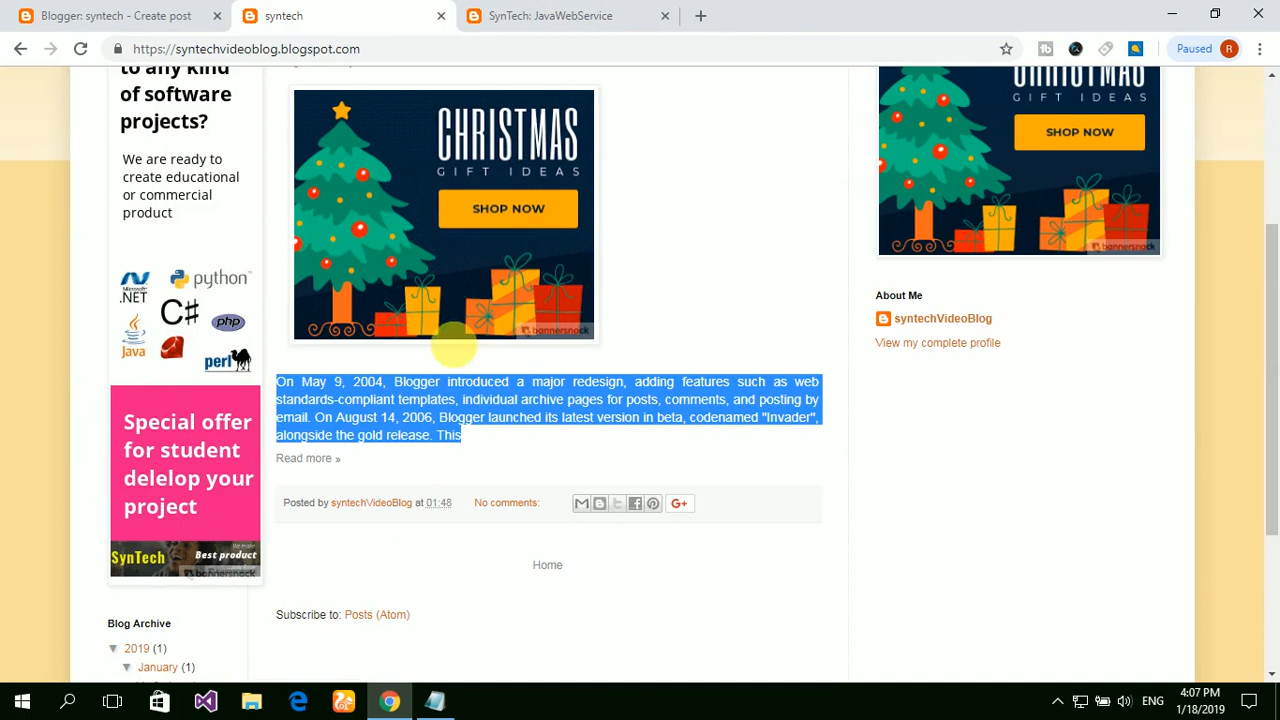 Blogger: syntech - Create post
syntech
SynTech: JavaWebService
https://syntechvideoblog.blogspot.com
Paused
R
to any kind
of software
projects?
We are ready to
create educational
or commercial
product
Microsoft
.NET
python
C#
php
Java
perl
Special offer
for student
delelop your
project
SynTech
We make
Best product
bannersnack
Blog Archive
▼ 2019 (1)
▼ January (1)
CHRISTMAS
GIFT IDEAS
SHOP NOW
bannersnack
On May 9, 2004, Blogger introduced a major redesign, adding features such as web
standards-compliant templates, individual archive pages for posts, comments, and posting by
email. On August 14, 2006, Blogger launched its latest version in beta, codenamed "Invader",
alongside the gold release. This
Read more »
Posted by syntechVideoBlog at 01:48 No comments:
G+
Home
Subscribe to: Posts (Atom)
CHRISTMAS
GIFT IDEAS
SHOP NOW
bannersnack
About Me
syntechVideoBlog
View my complete profile
ENG
4:07 PM
1/18/2019